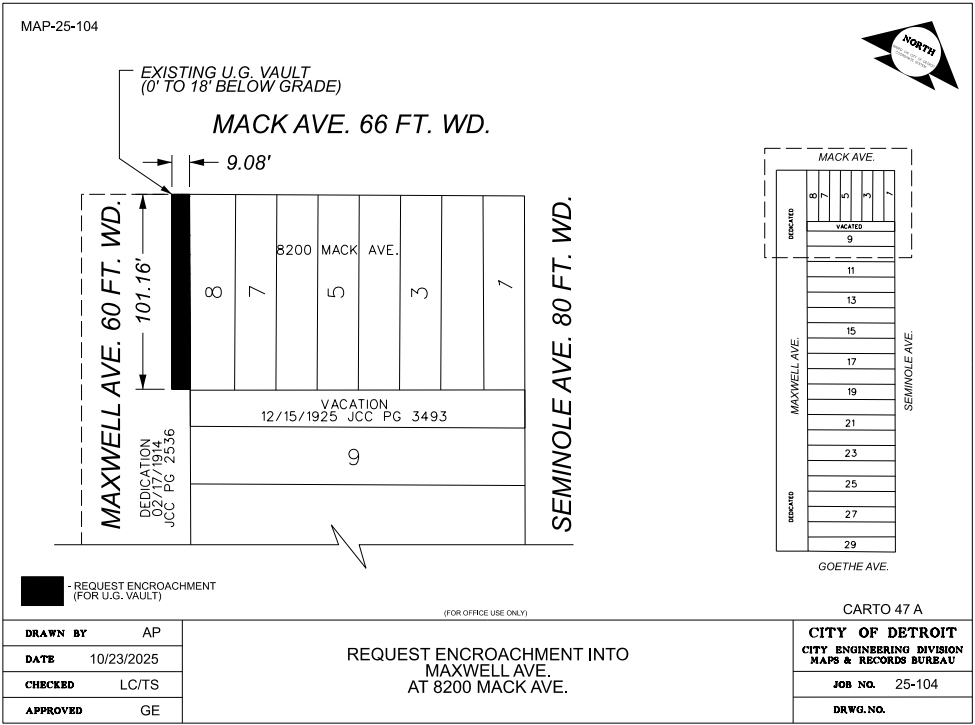 MAP-25-104
NORTH
EXISTING U.G. VAULT
(0' TO 18' BELOW GRADE)
MACK AVE. 66 FT. WD.
9.08'
MAXWELL AVE. 60 FT. WD.
101.16'
8200 MACK AVE.
8
7
5
3
1
SEMINOLE AVE. 80 FT. WD.
VACATION
12/15/1925 JCC PG 3493
DEDICATION
02/17/1914
JCC PG 2536
9
MACK AVE.
8
7
5
3
1
DEDICATED
VACATED
9
11
13
15
17
19
21
23
25
27
29
MAXWELL AVE.
SEMINOLE AVE.
DEDICATED
GOETHE AVE.
- REQUEST ENCROACHMENT
(FOR U.G. VAULT)
(FOR OFFICE USE ONLY)
CARTO 47 A
DRAWN BY AP
DATE 10/23/2025
CHECKED LC/TS
APPROVED GE
REQUEST ENCROACHMENT INTO
MAXWELL AVE.
AT 8200 MACK AVE.
CITY OF DETROIT
CITY ENGINEERING DIVISION
MAPS & RECORDS BUREAU
JOB NO. 25-104
DRWG. NO.